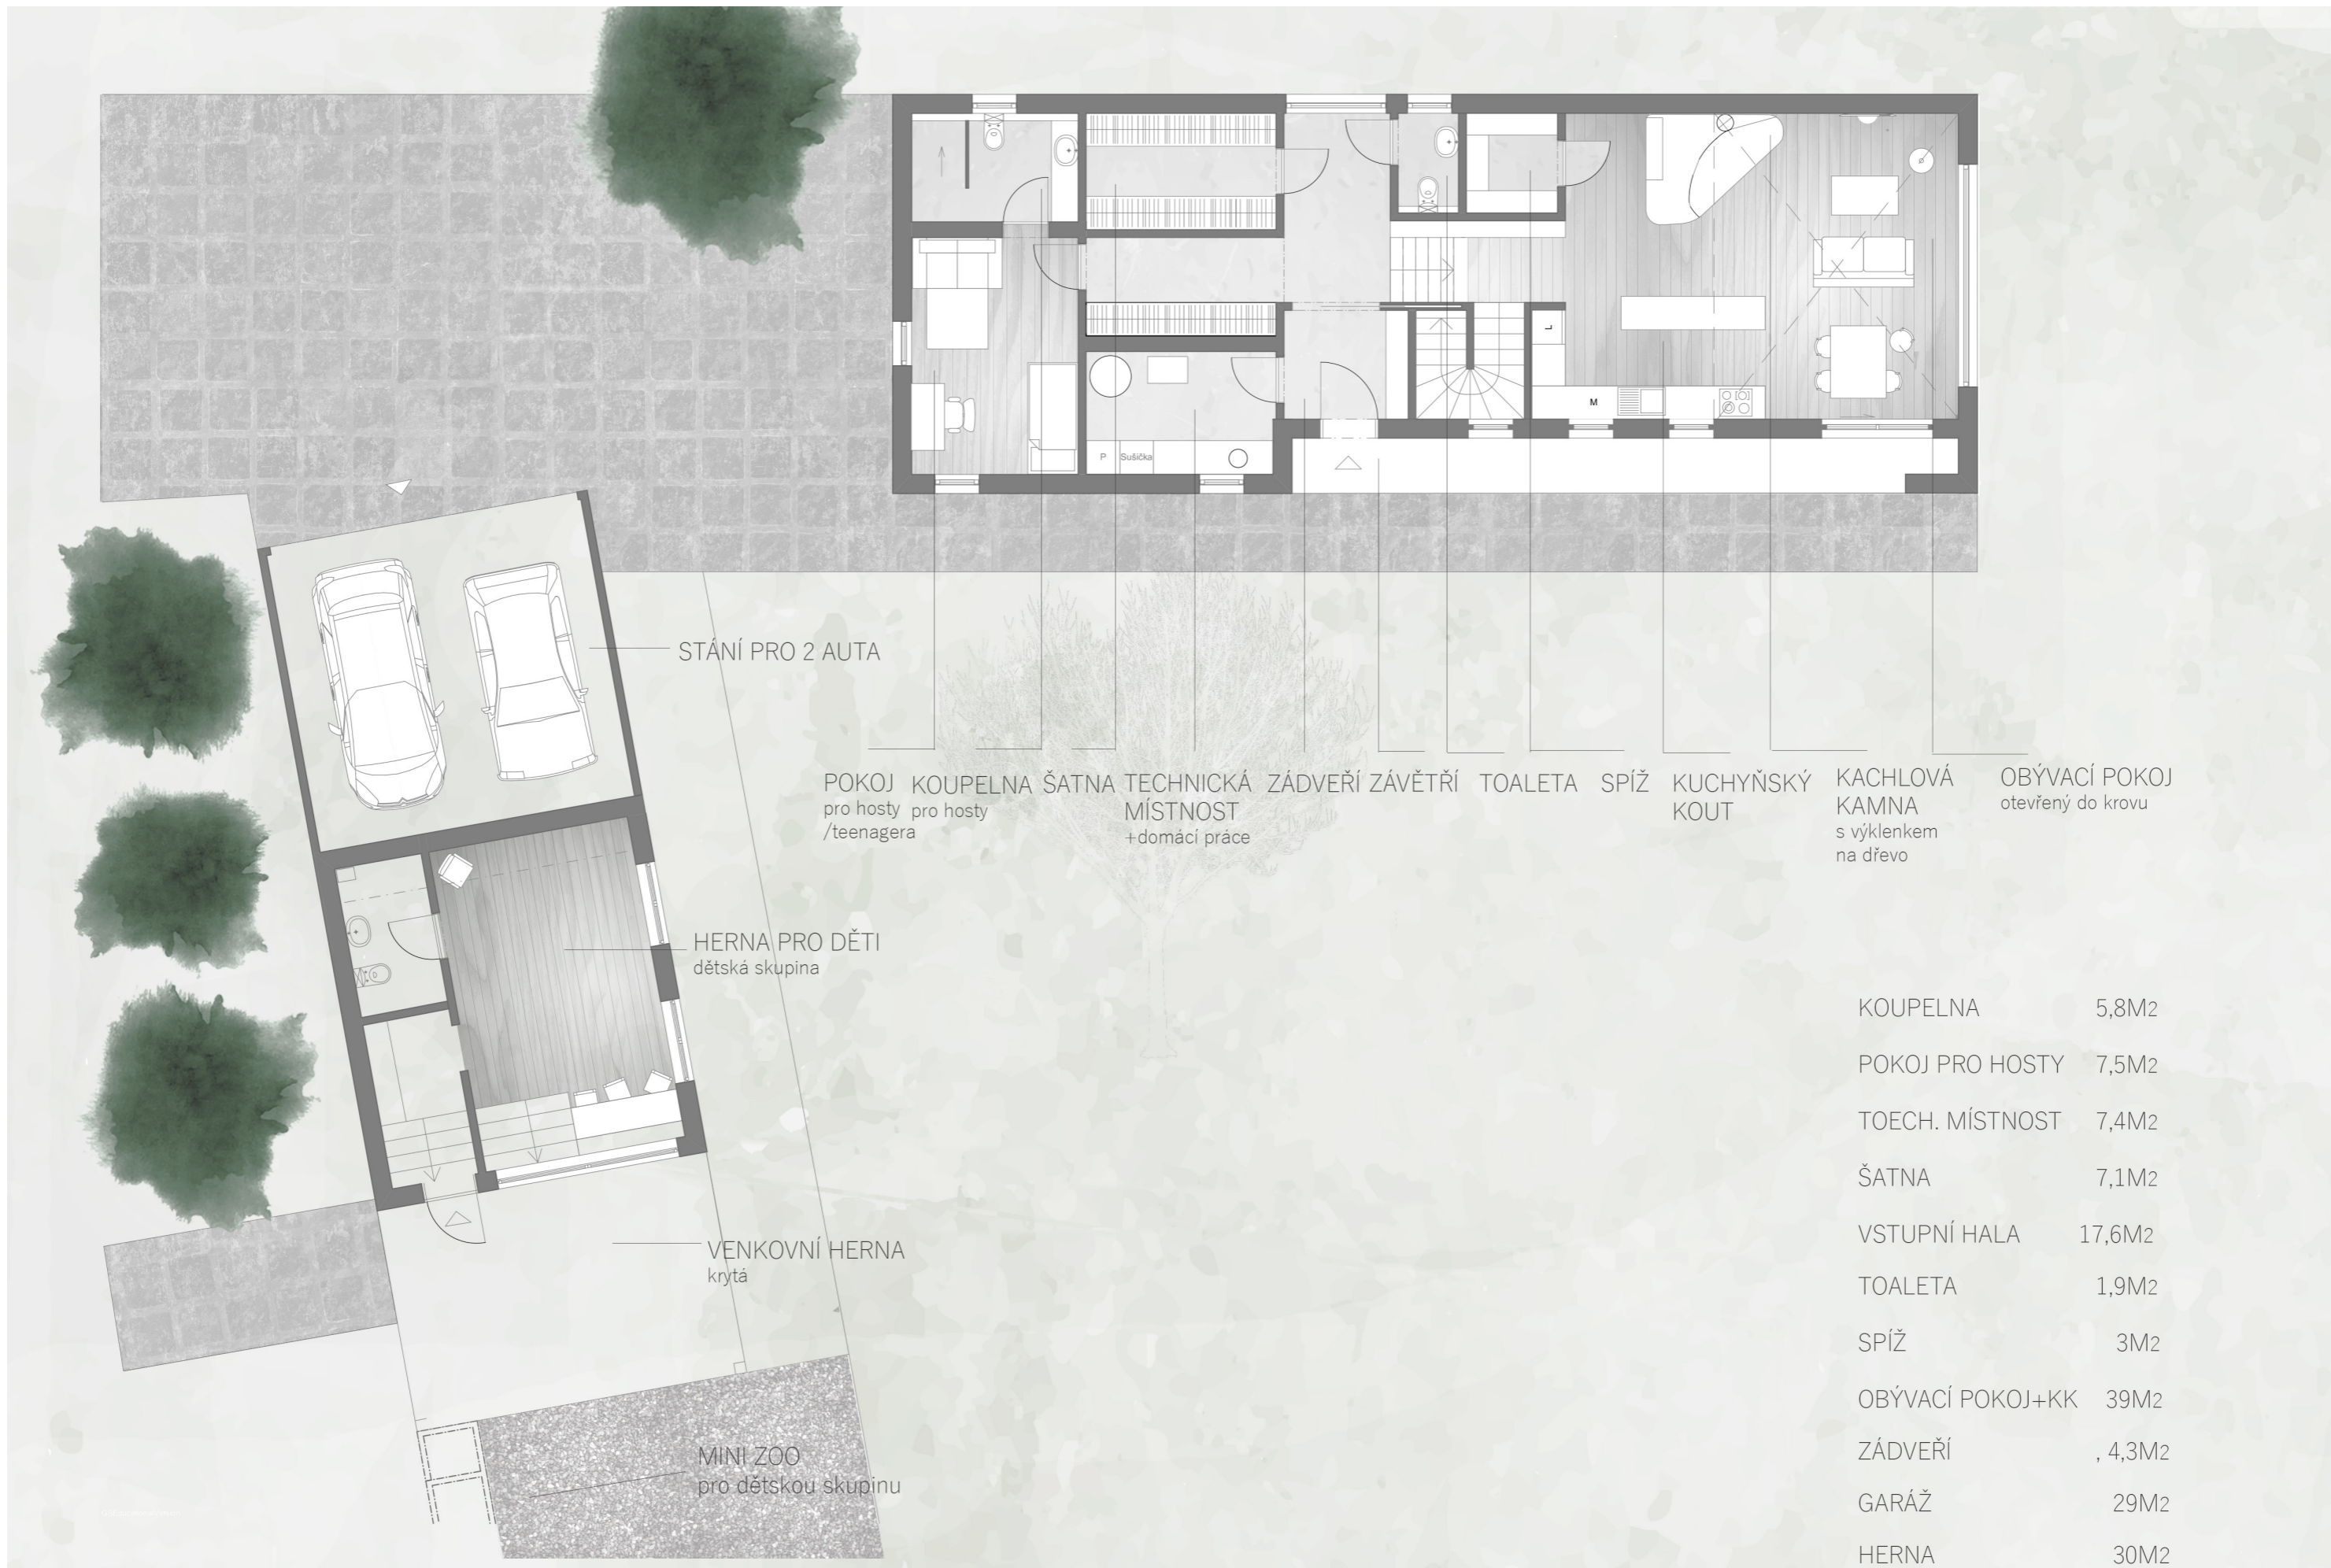 L
M
P
Sušička
STÁNÍ PRO 2 AUTA
POKOJ
pro hosty
/teenagera
KOUPELNA
pro hosty
ŠATNA
TECHNICKÁ
MÍSTNOST
+domácí práce
ZÁDVEŘÍ
ZÁVĚTŘÍ
TOALETA
SPÍŽ
KUCHYŇSKÝ
KOUT
KACHLOVÁ
KAMNA
s výklenkem
na dřevo
OBÝVACÍ POKOJ
otevřený do krovu
HERNA PRO DĚTI
dětská skupina
VENKOVNÍ HERNA
krytá
MINI ZOO
pro dětskou skupinu
KOUPELNA 5,8M2
POKOJ PRO HOSTY 7,5M2
TOECH. MÍSTNOST 7,4M2
ŠATNA 7,1M2
VSTUPNÍ HALA 17,6M2
TOALETA 1,9M2
SPÍŽ 3M2
OBÝVACÍ POKOJ+KK 39M2
ZÁDVEŘÍ , 4,3M2
GARÁŽ 29M2
HERNA 30M2